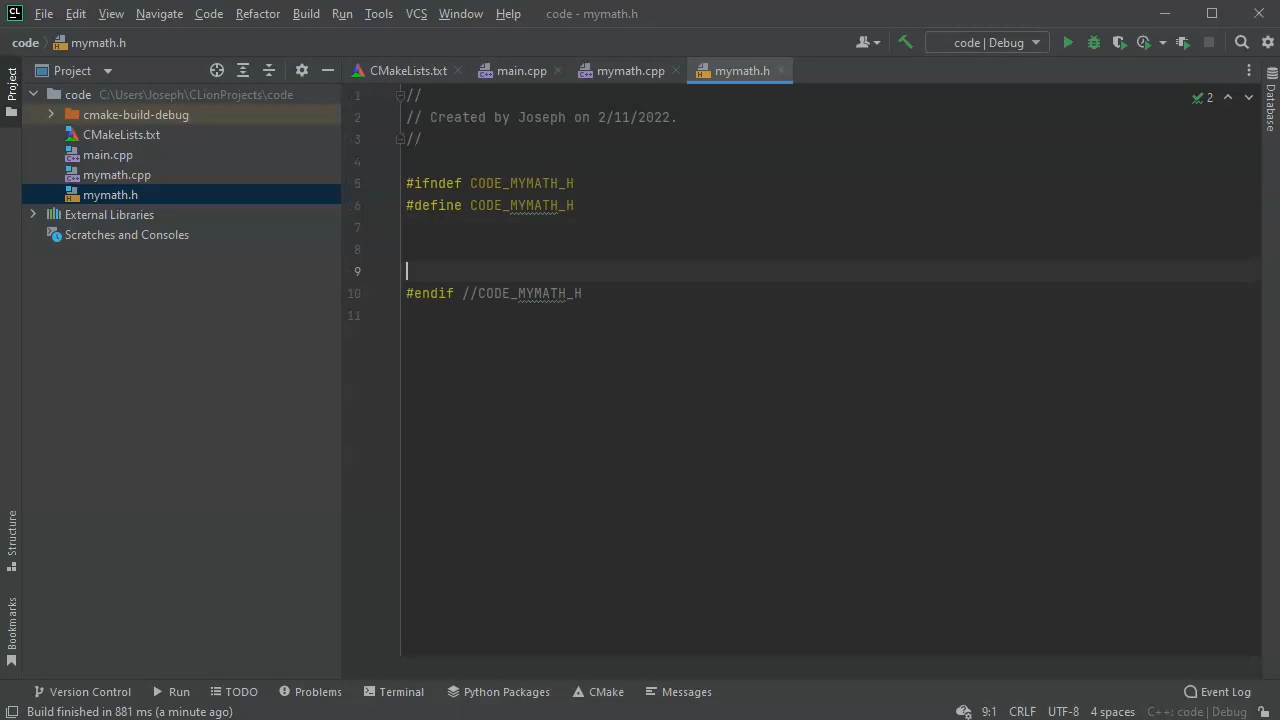 CL File Edit View Navigate Code Refactor Build Run Tools VCS Window Help code - mymath.h
code mymath.h code | Debug
Project CMakeLists.txt main.cpp mymath.cpp mymath.h
code C:\Users\Joseph\CLionProjects\code
cmake-build-debug
CMakeLists.txt
main.cpp
mymath.cpp
mymath.h
External Libraries
Scratches and Consoles
1 //
2 // Created by Joseph on 2/11/2022.
3 //
4
5 #ifndef CODE_MYMATH_H
6 #define CODE_MYMATH_H
7
8
9
10 #endif //CODE_MYMATH_H
11
2
Project
Structure
Bookmarks
Database
Version Control Run TODO Problems Terminal Python Packages CMake Messages Event Log
Build finished in 881 ms (a minute ago) 9:1 CRLF UTF-8 4 spaces C++: code | Debug